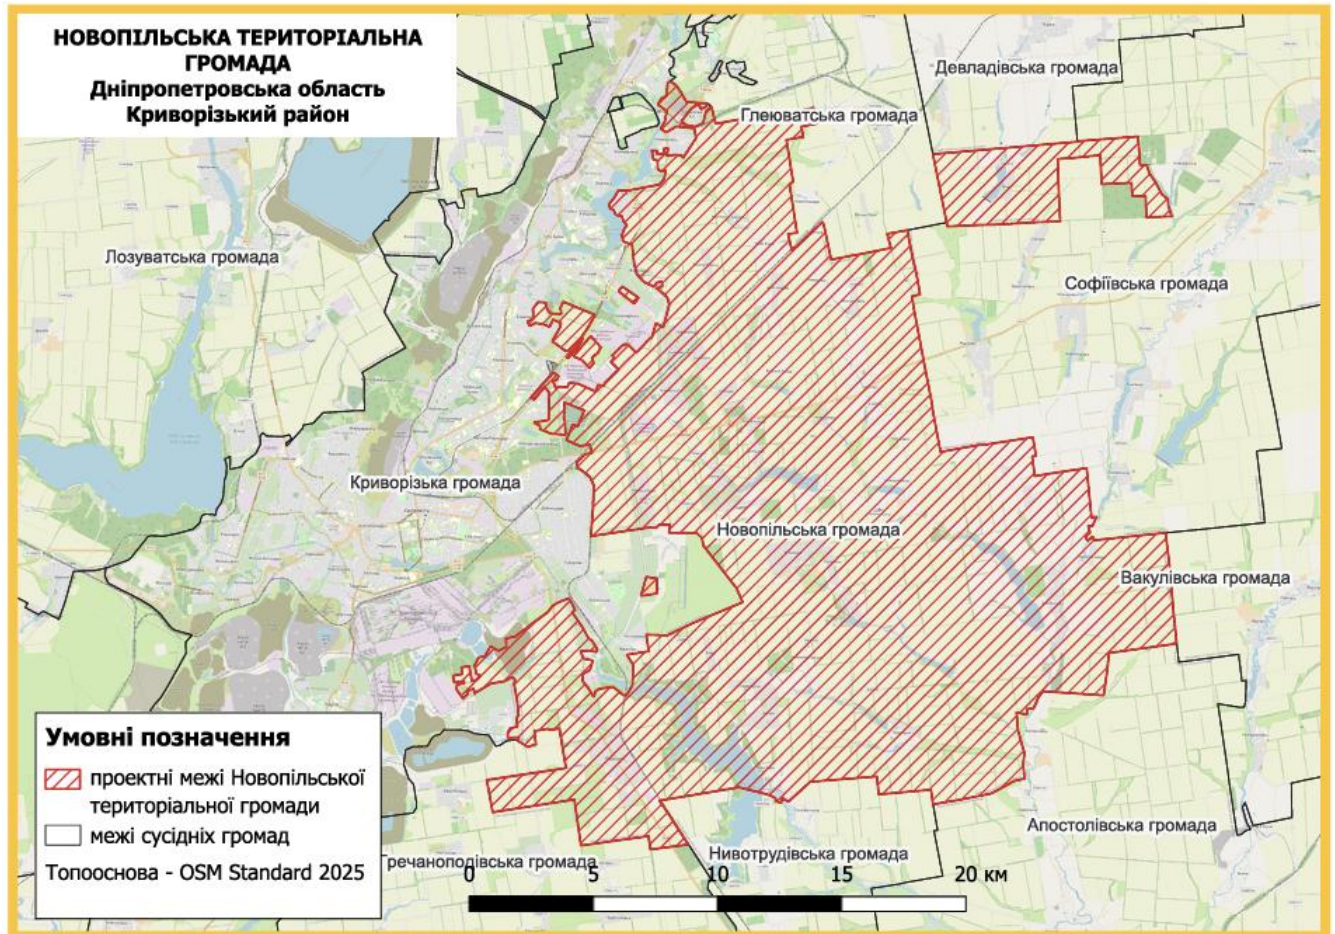 НОВОПІЛЬСЬКА ТЕРИТОРІАЛЬНА
ГРОМАДА
Дніпропетровська область
Криворізький район
Девладівська громада
Глеюватська громада
Лозуватська громада
Софіївська громада
Криворізька громада
Новопільська громада
Вакулівська громада
Апостолівська громада
Нивотрудівська громада
Гречаноподівська громада
Умовні позначення
проектні межі Новопільської
територіальної громади
межі сусідніх громад
Топооснова - OSM Standard 2025
0 5 10 15 20 км